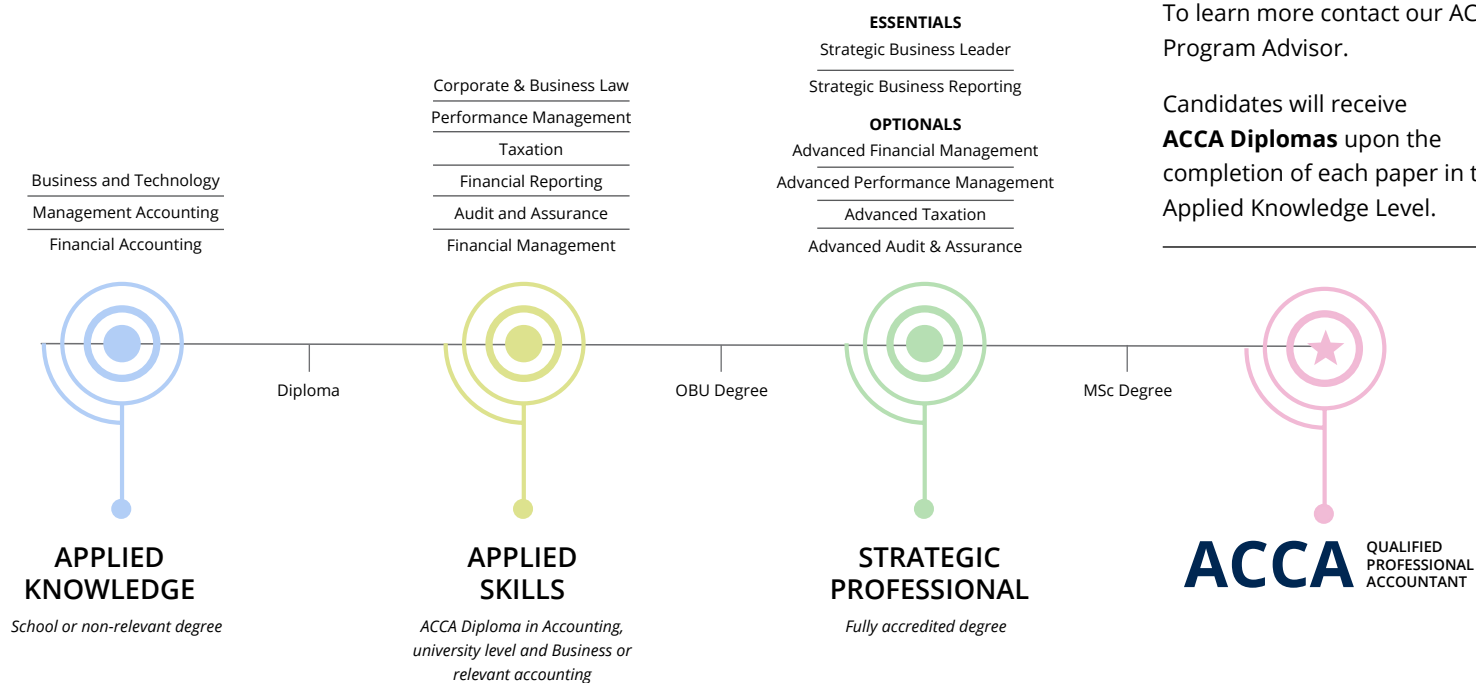 Business and Technology
Management Accounting
Financial Accounting
Corporate & Business Law
Performance Management
Taxation
Financial Reporting
Audit and Assurance
Financial Management
ESSENTIALS
Strategic Business Leader
Strategic Business Reporting
OPTIONALS
Advanced Financial Management
Advanced Performance Management
Advanced Taxation
Advanced Audit & Assurance
To learn more contact our
Program Advisor.
Candidates will receive
ACCA Diplomas upon the
completion of each paper in
Applied Knowledge Level.
Diploma
OBU Degree
MSc Degree
APPLIED
KNOWLEDGE
School or non-relevant degree
APPLIED
SKILLS
ACCA Diploma in Accounting,
university level and Business or
relevant accounting
STRATEGIC
PROFESSIONAL
Fully accredited degree
ACCA
QUALIFIED
PROFESSIONAL
ACCOUNTANT